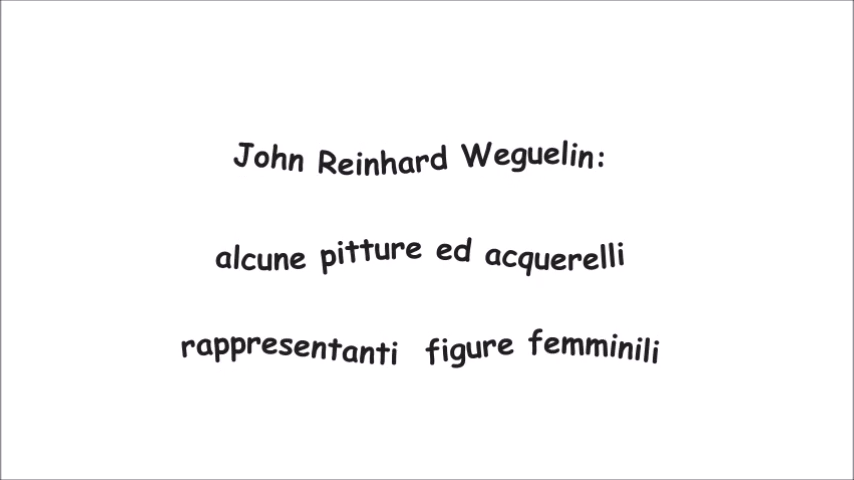 John Reinhard Weguelin:
alcune pitture ed acquerelli
rappresentanti figure femminili